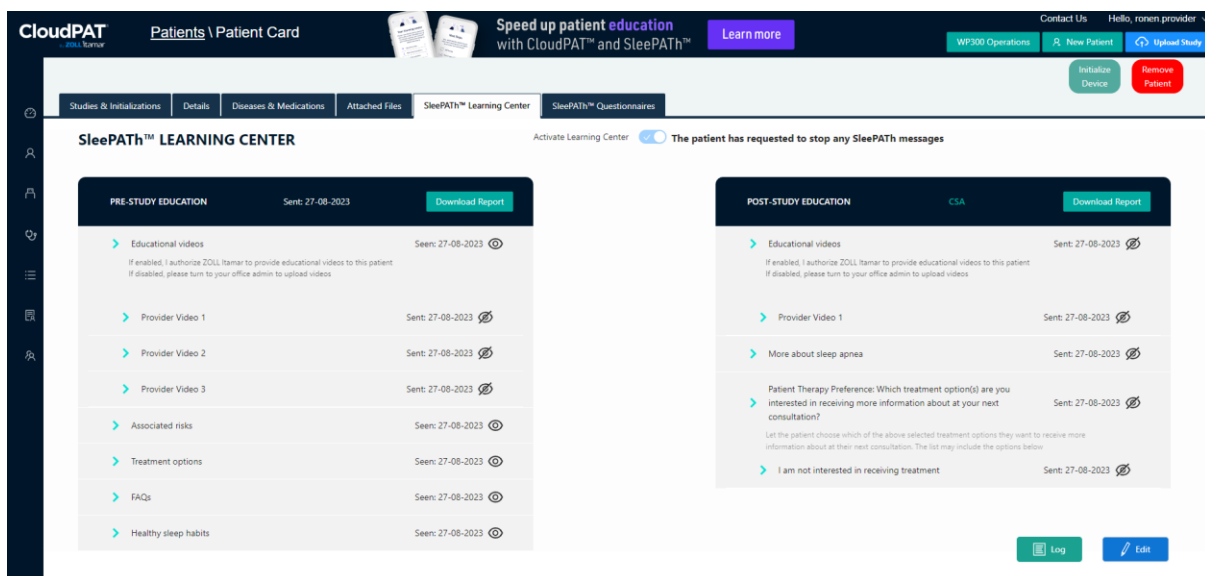 CloudPAT™
by ZOLL Itamar
Patients \ Patient Card
Speed up patient education
with CloudPAT™ and SleePATh™
Learn more
Contact Us
Hello, ronen.provider
WP300 Operations
New Patient
Upload Study
Initialize
Device
Remove
Patient
Studies & Initializations
Details
Diseases & Medications
Attached Files
SleePATh™ Learning Center
SleePATh™ Questionnaires
SleePATh™ LEARNING CENTER
Activate Learning Center
The patient has requested to stop any SleePATh messages
PRE-STUDY EDUCATION
Sent: 27-08-2023
Download Report
Educational videos
Seen: 27-08-2023
If enabled, I authorize ZOLL Itamar to provide educational videos to this patient
If disabled, please turn to your office admin to upload videos
Provider Video 1
Sent: 27-08-2023
Provider Video 2
Sent: 27-08-2023
Provider Video 3
Sent: 27-08-2023
Associated risks
Seen: 27-08-2023
Treatment options
Seen: 27-08-2023
FAQs
Seen: 27-08-2023
Healthy sleep habits
Seen: 27-08-2023
POST-STUDY EDUCATION
CSA
Download Report
Educational videos
Sent: 27-08-2023
If enabled, I authorize ZOLL Itamar to provide educational videos to this patient
If disabled, please turn to your office admin to upload videos
Provider Video 1
Sent: 27-08-2023
More about sleep apnea
Sent: 27-08-2023
Patient Therapy Preference: Which treatment option(s) are you
interested in receiving more information about at your next
consultation?
Sent: 27-08-2023
Let the patient choose which of the above selected treatment options they want to receive more
information about at their next consultation. The list may include the options below
I am not interested in receiving treatment
Sent: 27-08-2023
Log
Edit